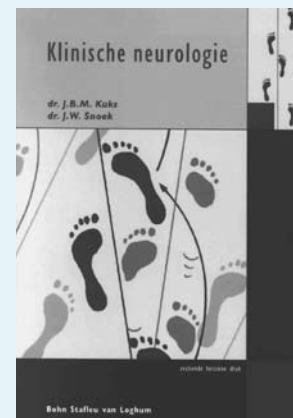 Klinische neurologie
dr. J.B.M. Kuks
dr. J.W. Snoek
zestiende herziene druk
Bohn Stafleu van Loghum